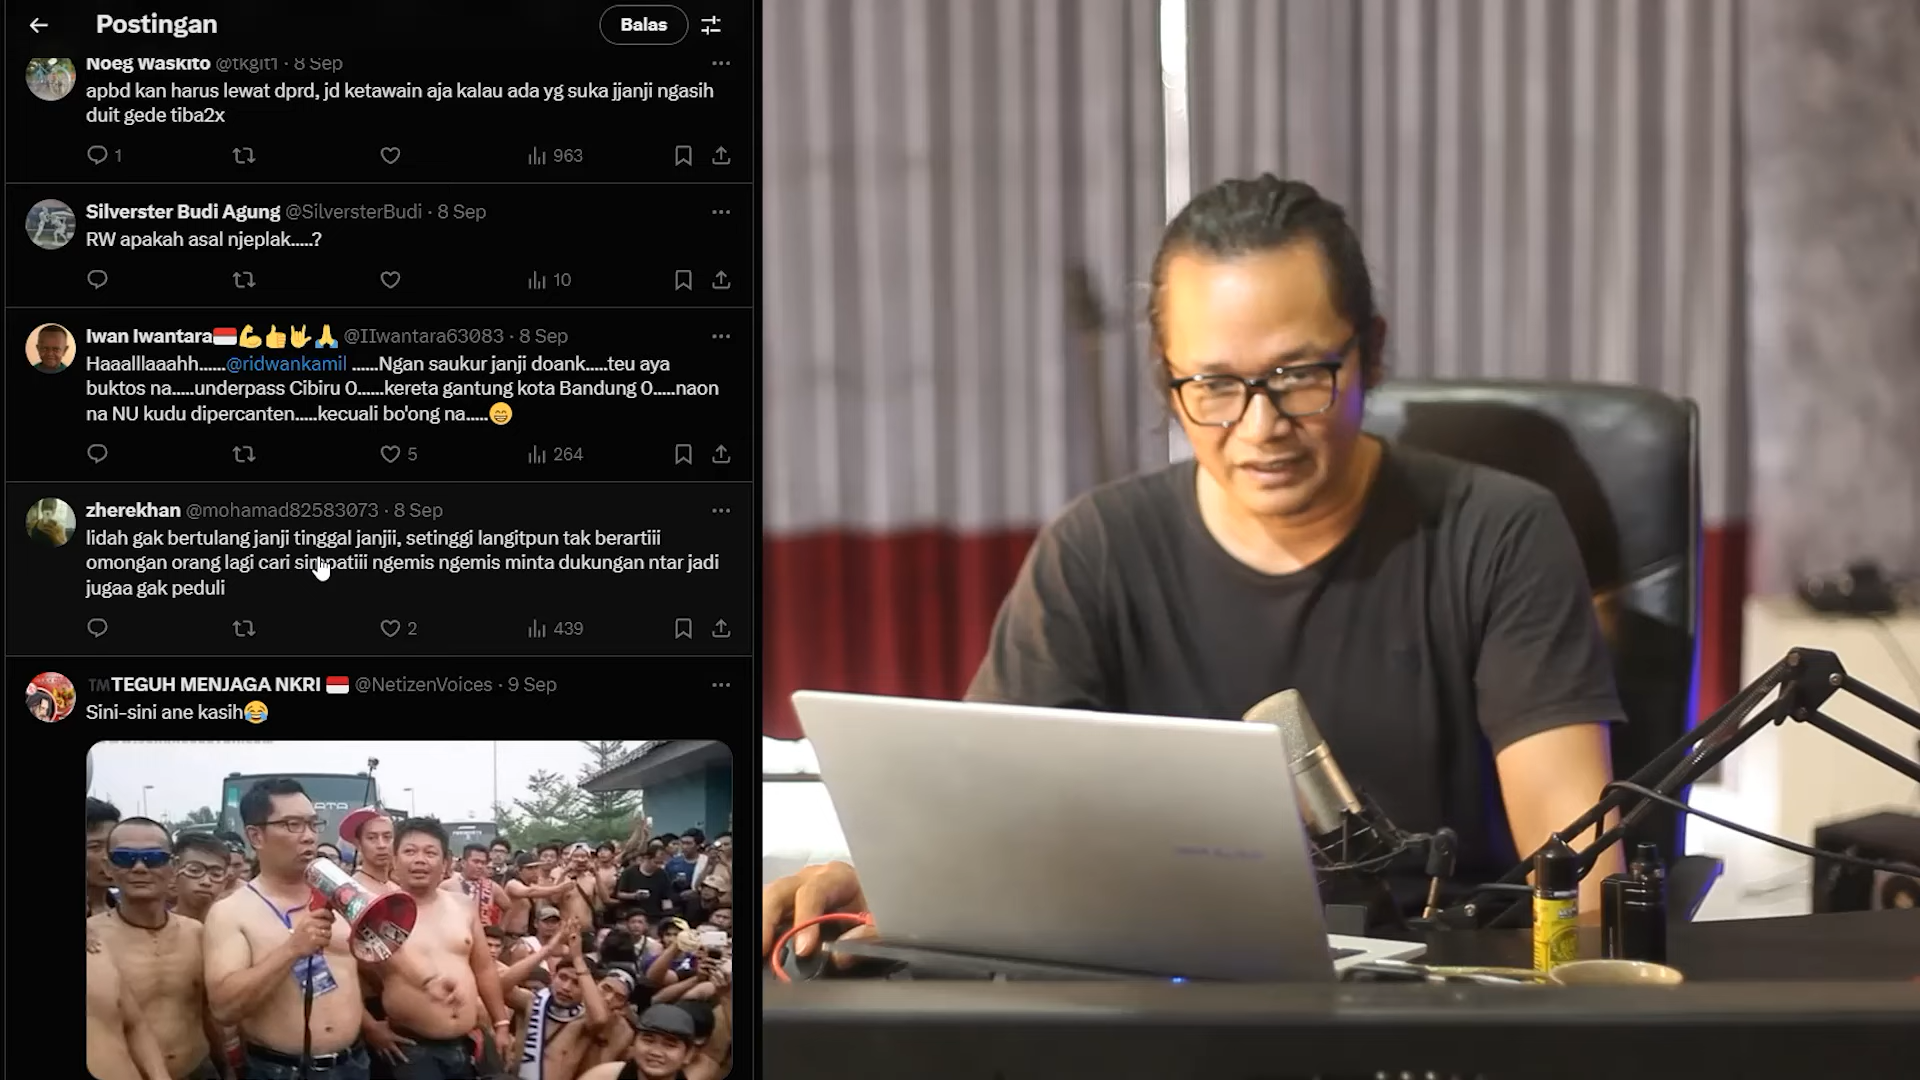 Postingan
Balas
Noeg Waskito @tkgit1 · 8 Sep
apbd kan harus lewat dprd, jd ketawain aja kalau ada yg suka jjanji ngasih
duit gede tiba2x
1
963
Silverster Budi Agung @SilversterBudi · 8 Sep
RW apakah asal njeplak.....?
10
Iwan Iwantara🇮🇩💪👍🤟🙏 @IIwantara63083 · 8 Sep
Haaalllaaahh......@ridwankamil ......Ngan saukur janji doank.....teu aya
buktos na.....underpass Cibiru 0......kereta gantung kota Bandung 0.....naon
na NU kudu dipercanten.....kecuali bo'ong na.....😁
5
264
zherekhan @mohamad82583073 · 8 Sep
lidah gak bertulang janji tinggal janjii, setinggi langitpun tak berartiii
omongan orang lagi cari simpatiii ngemis ngemis minta dukungan ntar jadi
jugaa gak peduli
2
439
™TEGUH MENJAGA NKRI 🇮🇩 @NetizenVoices · 9 Sep
Sini-sini ane kasih😂